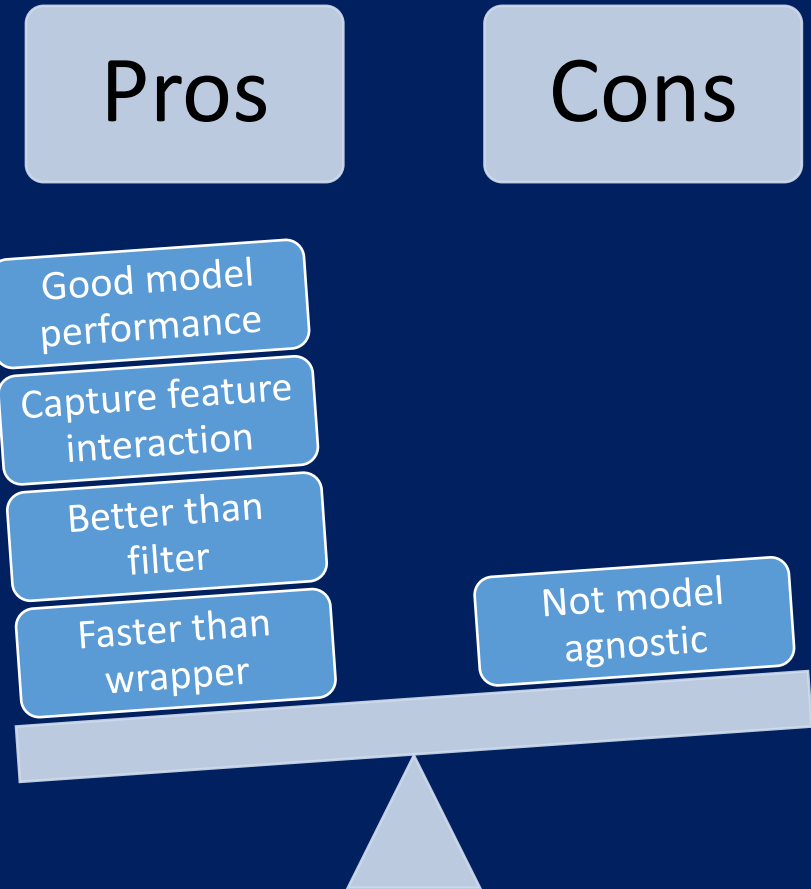 Pros
Cons
Good model
performance
Capture feature
interaction
Better than
filter
Faster than
wrapper
Not model
agnostic